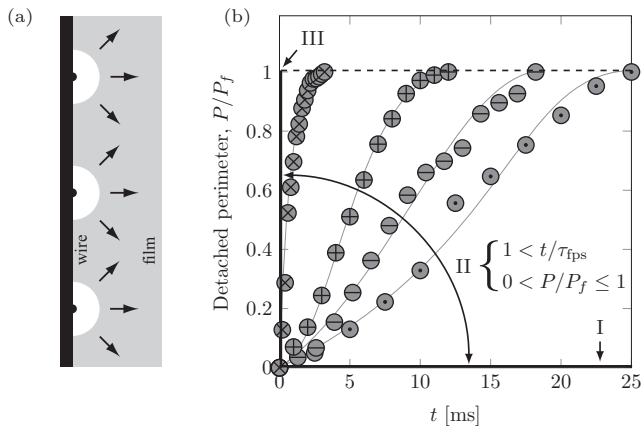 (a)
wire
film
(b)
III
Detached perimeter, P/P_f
1
0.8
0.6
0.4
0.2
0
II { 1 < t/τ_fps
0 < P/P_f ≤ 1
I
0 5 10 15 20 25
t [ms]